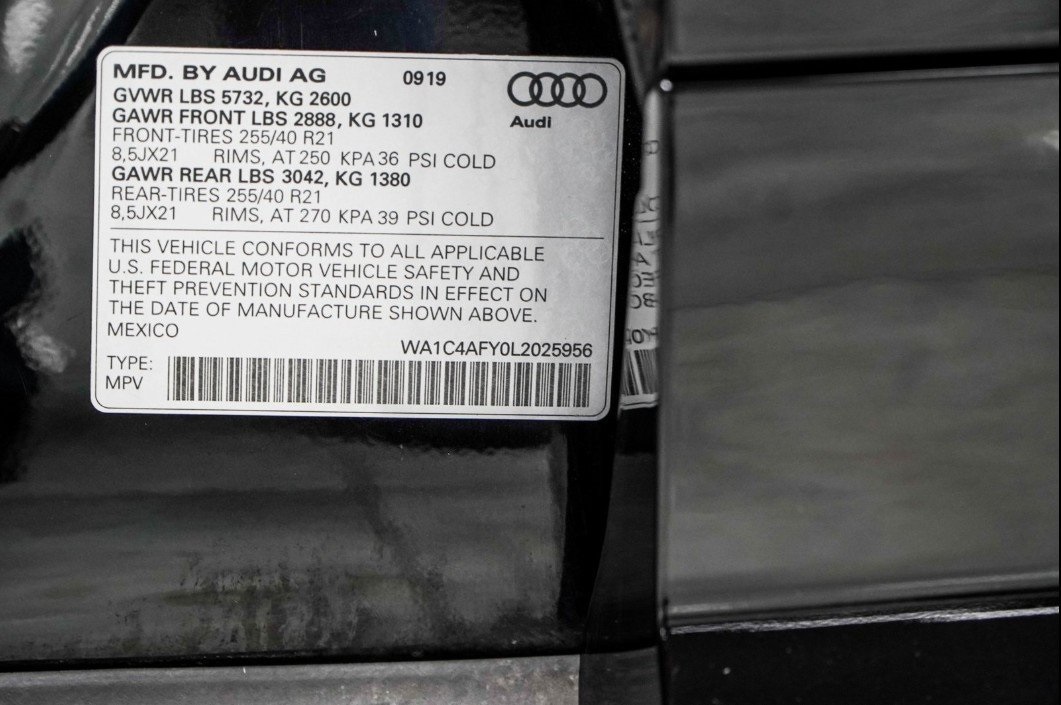 MFD. BY AUDI AG 0919
GVWR LBS 5732, KG 2600
GAWR FRONT LBS 2888, KG 1310
Audi
FRONT-TIRES 255/40 R21
8,5JX21 RIMS, AT 250 KPA 36 PSI COLD
GAWR REAR LBS 3042, KG 1380
REAR-TIRES 255/40 R21
8,5JX21 RIMS, AT 270 KPA 39 PSI COLD
THIS VEHICLE CONFORMS TO ALL APPLICABLE
U.S. FEDERAL MOTOR VEHICLE SAFETY AND
THEFT PREVENTION STANDARDS IN EFFECT ON
THE DATE OF MANUFACTURE SHOWN ABOVE.
MEXICO
WA1C4AFY0L2025956
TYPE:
MPV